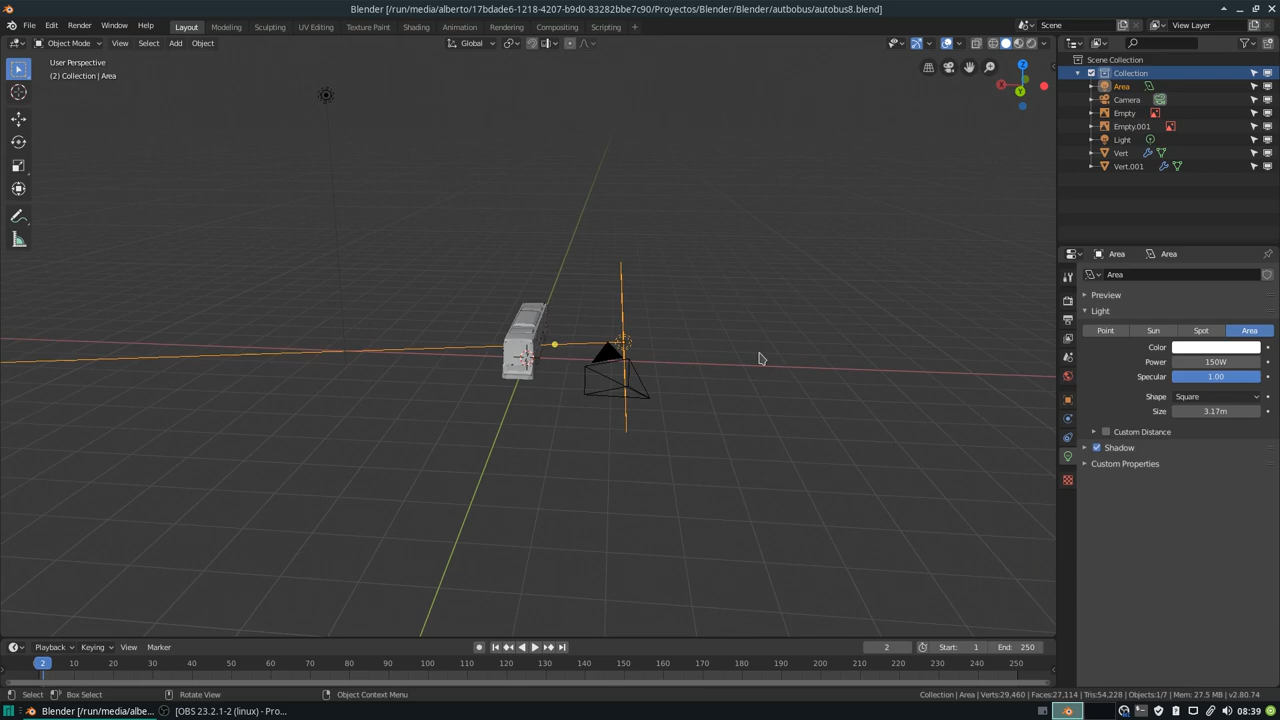 Blender [/run/media/alberto/17bdade6-1218-4207-b9d0-83282bbe7c90/Proyectos/Blender/Blender/autbobus/autobus8.blend]
File Edit Render Window Help Layout Modeling Sculpting UV Editing Texture Paint Shading Animation Rendering Compositing Scripting Scene View Layer
Object Mode View Select Add Object Global
User Perspective
(2) Collection | Area
Z
X
Y
Scene Collection
Collection
Area
Camera
Empty
Empty.001
Light
Vert
Vert.001
Area Area
Area
Preview
Light
Point Sun Spot Area
Color
Power 150W
Specular 1.00
Shape Square
Size 3.17m
Custom Distance
Shadow
Custom Properties
Playback Keying View Marker 2 Start: 1 End: 250
2 10 20 30 40 50 60 70 80 90 100 110 120 130 140 150 160 170 180 190 200 210 220 230 240 250
Select Box Select Rotate View Object Context Menu Collection | Area | Verts:29,460 | Faces:27,114 | Tris:54,228 | Objects:1/7 | Mem: 27.5 MB | v2.80.74
Blender [/run/media/albe... [OBS 23.2.1-2 (linux) - Pro... 08:39